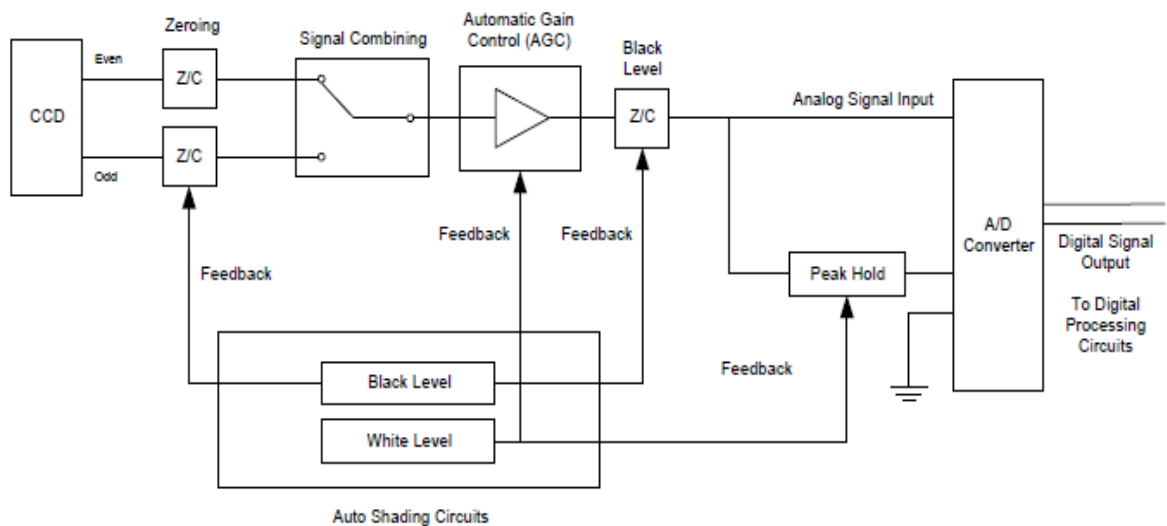 Zeroing
Signal Combining
Automatic Gain
Control (AGC)
Black
Level
Even
Z/C
CCD
Z/C
Odd
Z/C
Analog Signal Input
Feedback
Feedback
Feedback
Peak Hold
A/D
Converter
Digital Signal
Output
To Digital
Processing
Circuits
Feedback
Black Level
White Level
Auto Shading Circuits